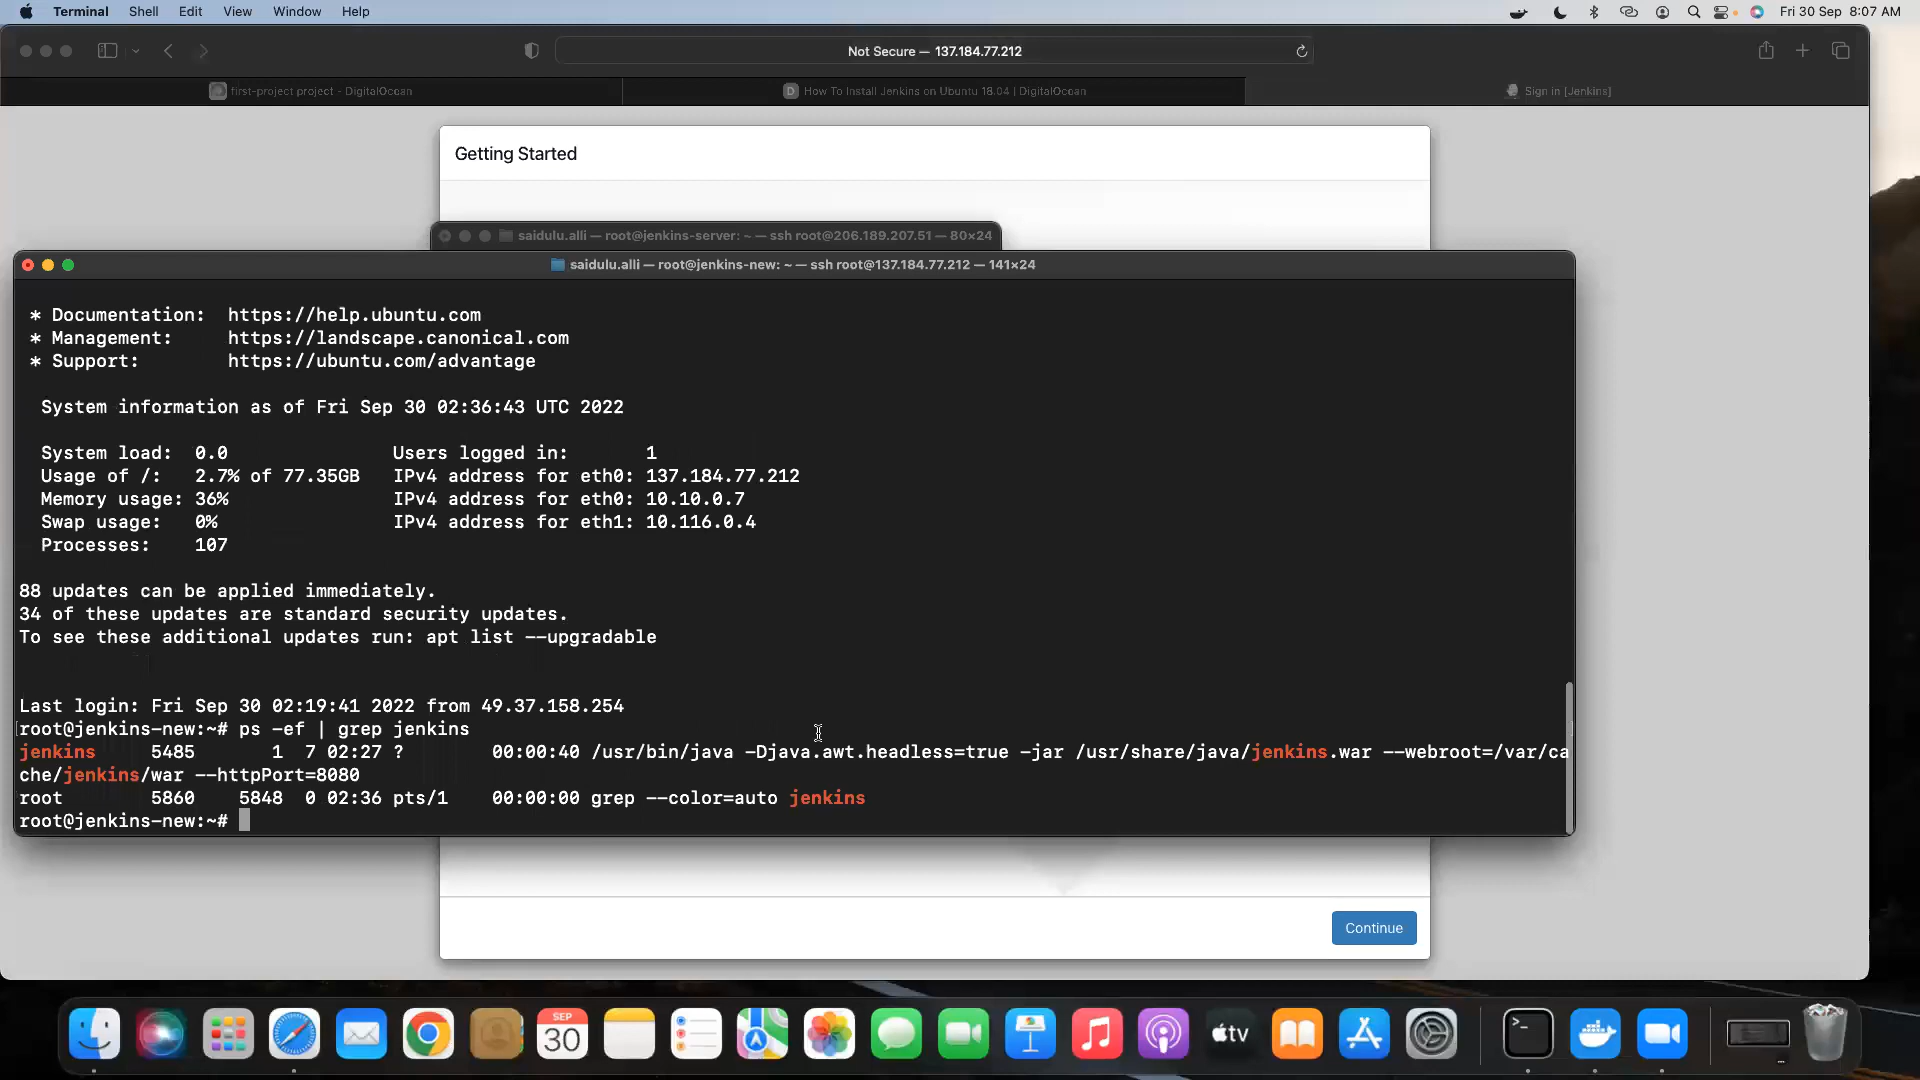 Terminal Shell Edit View Window Help Fri 30 Sep 8:07 AM
Not Secure — 137.184.77.212
first-project project - DigitalOcean
How To Install Jenkins on Ubuntu 18.04 | DigitalOcean
Sign in [Jenkins]
Getting Started
saidulu.alli — root@jenkins-server: ~ — ssh root@206.189.207.51 — 80×24
saidulu.alli — root@jenkins-new: ~ — ssh root@137.184.77.212 — 141×24
* Documentation: https://help.ubuntu.com
* Management: https://landscape.canonical.com
* Support: https://ubuntu.com/advantage
System information as of Fri Sep 30 02:36:43 UTC 2022
System load: 0.0 Users logged in: 1
Usage of /: 2.7% of 77.35GB IPv4 address for eth0: 137.184.77.212
Memory usage: 36% IPv4 address for eth0: 10.10.0.7
Swap usage: 0% IPv4 address for eth1: 10.116.0.4
Processes: 107
88 updates can be applied immediately.
34 of these updates are standard security updates.
To see these additional updates run: apt list --upgradable
Last login: Fri Sep 30 02:19:41 2022 from 49.37.158.254
root@jenkins-new:~# ps -ef | grep jenkins
jenkins 5485 1 7 02:27 ? 00:00:40 /usr/bin/java -Djava.awt.headless=true -jar /usr/share/java/jenkins.war --webroot=/var/ca
che/jenkins/war --httpPort=8080
root 5860 5848 0 02:36 pts/1 00:00:00 grep --color=auto jenkins
root@jenkins-new:~#
Continue
SEP
30
tv